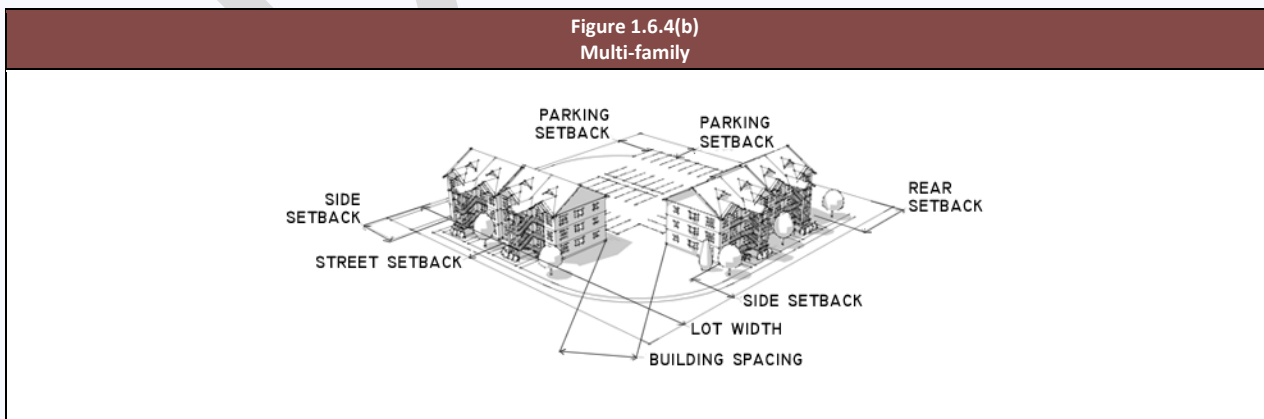 Figure 1.6.4(b)
Multi-family
PARKING
SETBACK
PARKING
SETBACK
SIDE
SETBACK
REAR
SETBACK
STREET SETBACK
SIDE SETBACK
LOT WIDTH
BUILDING SPACING